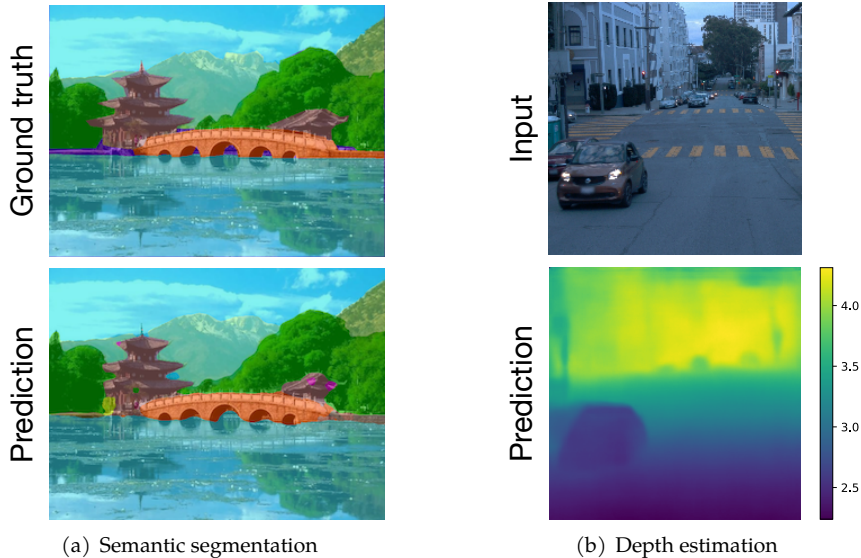 Ground truth
Input
Prediction
Prediction
4.0
3.5
3.0
2.5
(a) Semantic segmentation
(b) Depth estimation